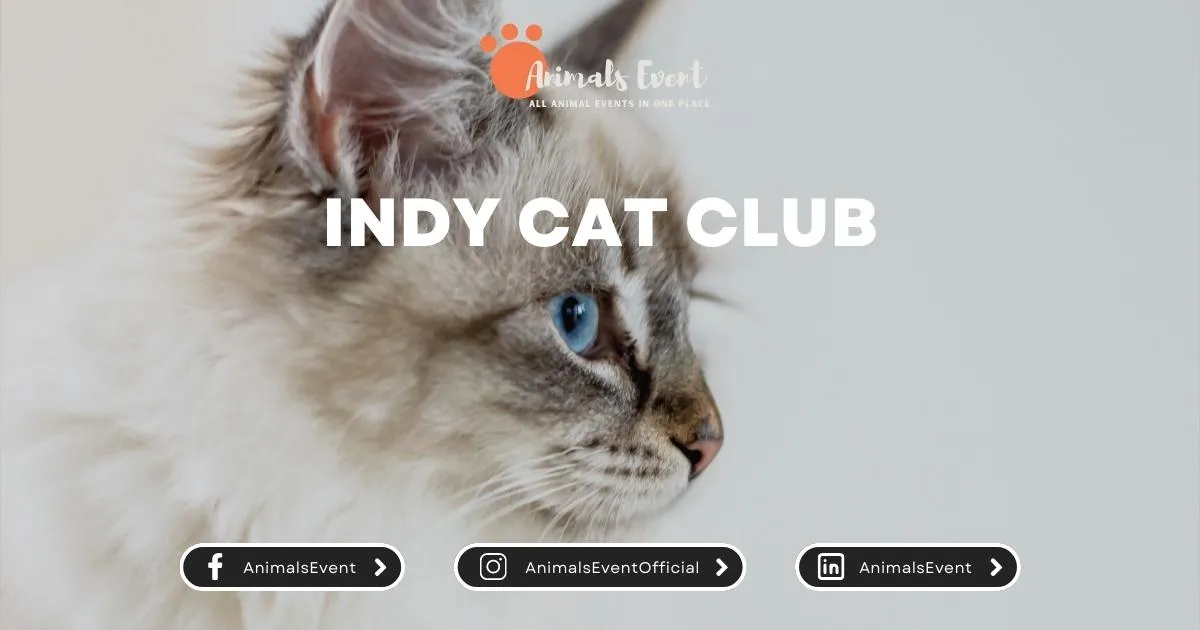 Animals Event
ALL ANIMAL EVENTS IN ONE PLACE
INDY CAT CLUB
AnimalsEvent
AnimalsEventOfficial
AnimalsEvent